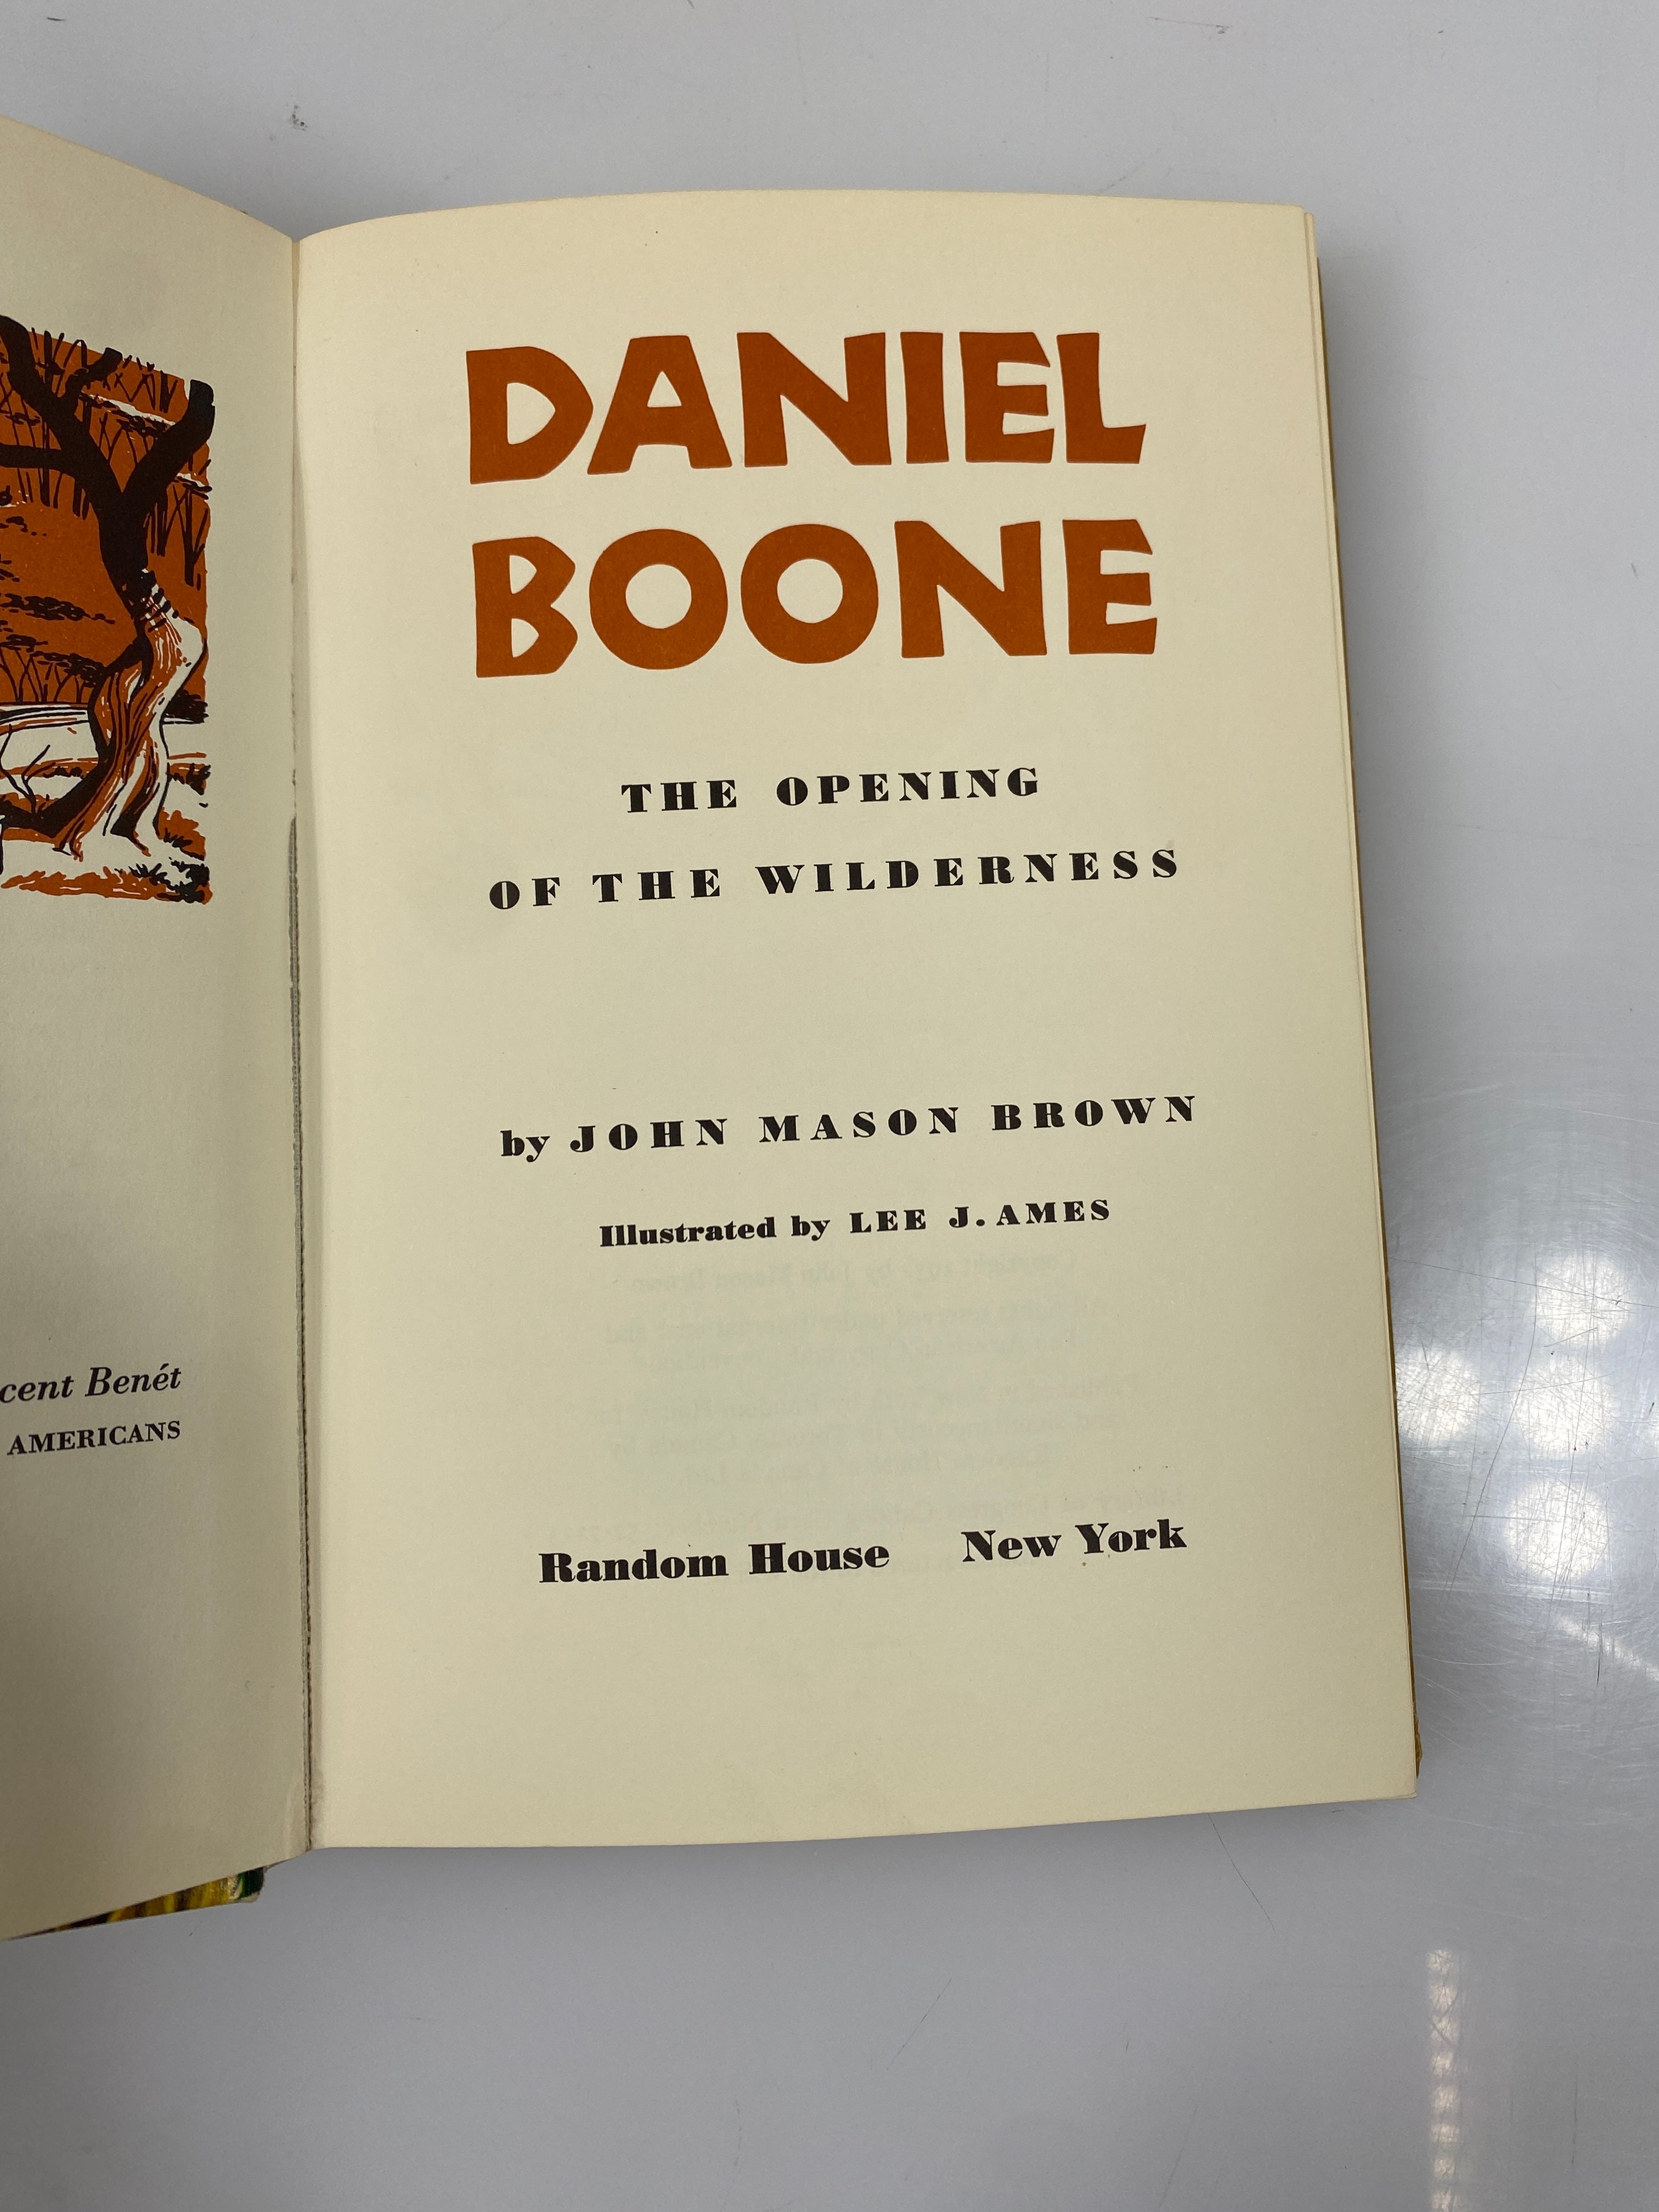 cent Benét
AMERICANS
DANIEL
BOONE
THE OPENING
OF THE WILDERNESS
by JOHN MASON BROWN
Illustrated by LEE J. AMES
Random House New York